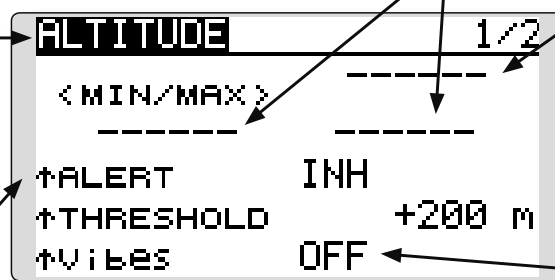 ALTITUDE 1/2
------
<MIN/MAX>
------ ------
↑ALERT INH
↑THRESHOLD +200 m
↑Vibes OFF